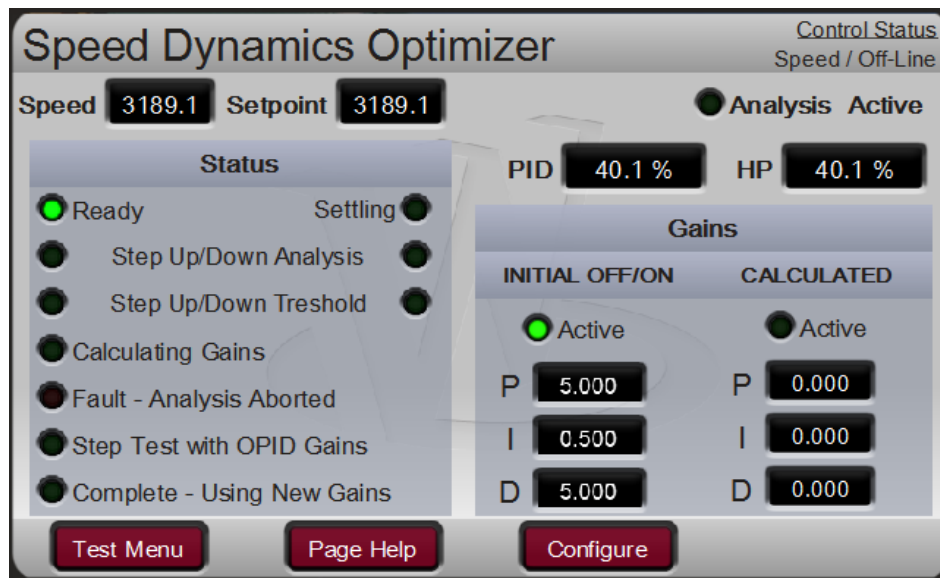 Speed Dynamics Optimizer
Control Status
Speed / Off-Line
Speed 3189.1 Setpoint 3189.1
Analysis Active
Status
Ready Settling
Step Up/Down Analysis
Step Up/Down Treshold
Calculating Gains
Fault - Analysis Aborted
Step Test with OPID Gains
Complete - Using New Gains
PID 40.1 % HP 40.1 %
Gains
INITIAL OFF/ON CALCULATED
Active Active
P 5.000 P 0.000
I 0.500 I 0.000
D 5.000 D 0.000
Test Menu Page Help Configure